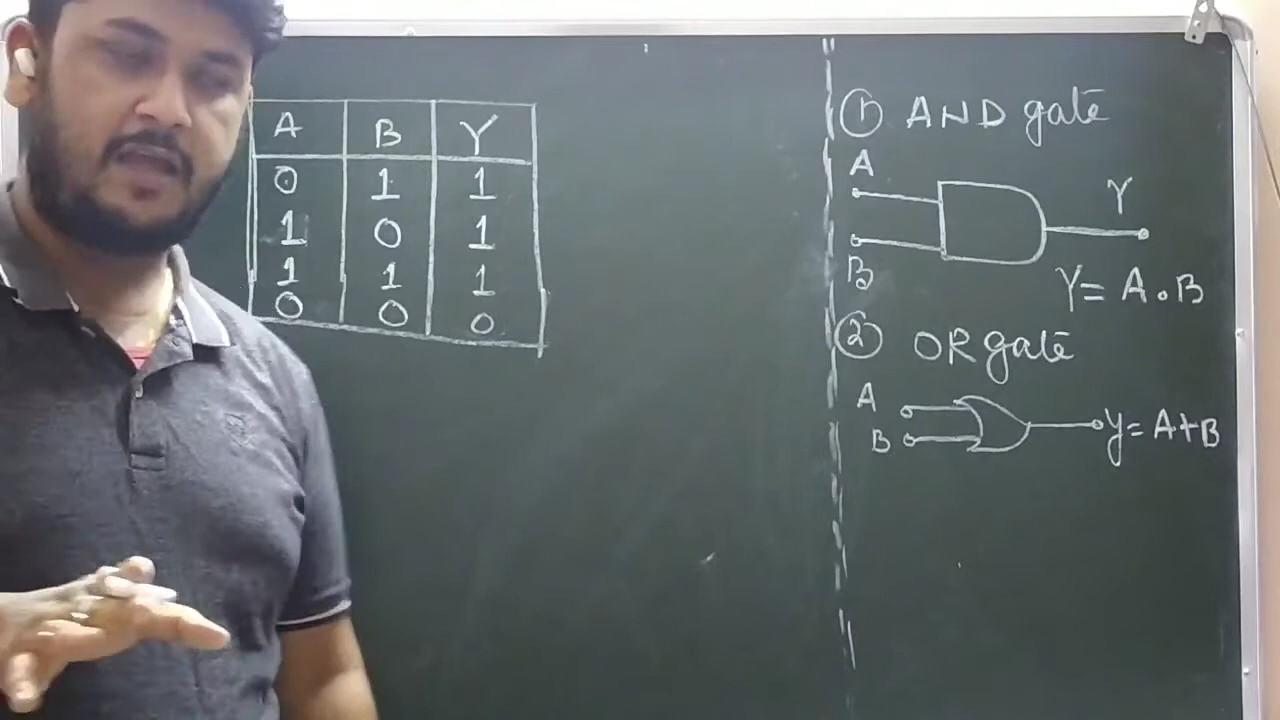 A B Y
0 1 1
1 0 1
1 1 1
0 0 0
① AND gate
A
Y
B
Y = A . B
② OR gate
A
B
y = A + B